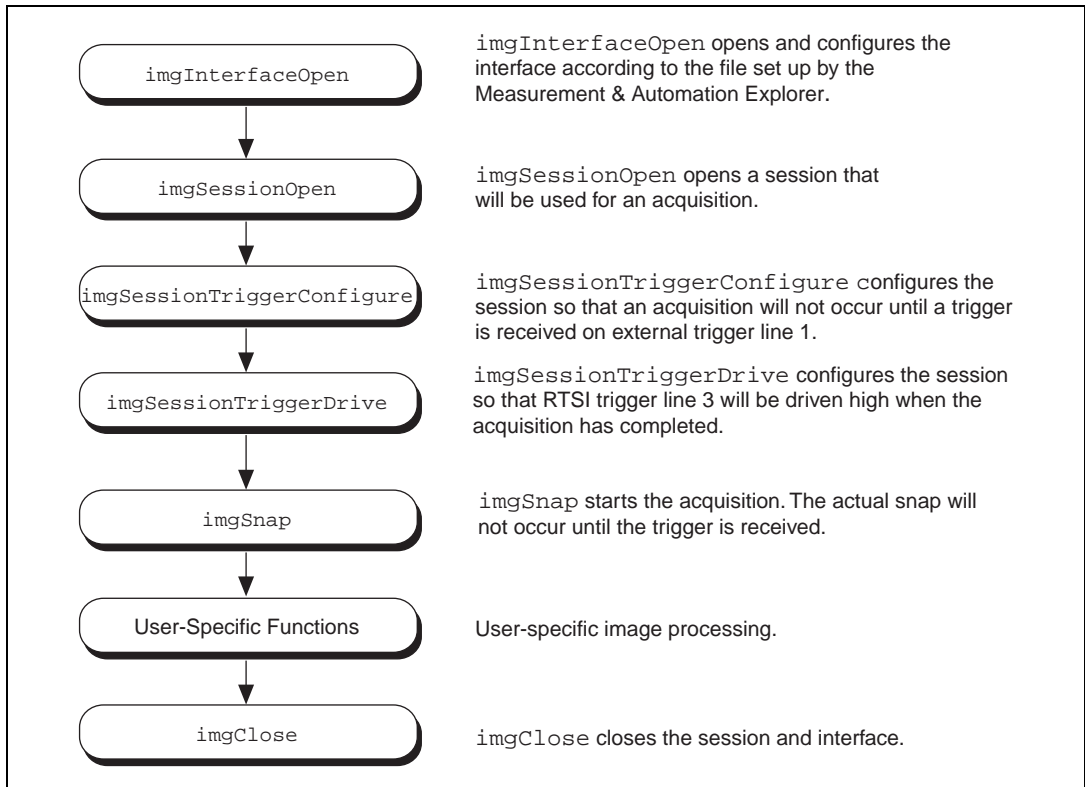 imgInterfaceOpen
imgInterfaceOpen opens and configures the
interface according to the file set up by the
Measurement & Automation Explorer.
imgSessionOpen
imgSessionOpen opens a session that
will be used for an acquisition.
imgSessionTriggerConfigure
imgSessionTriggerConfigure configures the
session so that an acquisition will not occur until a trigger
is received on external trigger line 1.
imgSessionTriggerDrive
imgSessionTriggerDrive configures the session
so that RTSI trigger line 3 will be driven high when the
acquisition has completed.
imgSnap
imgSnap starts the acquisition. The actual snap will
not occur until the trigger is received.
User-Specific Functions
User-specific image processing.
imgClose
imgClose closes the session and interface.